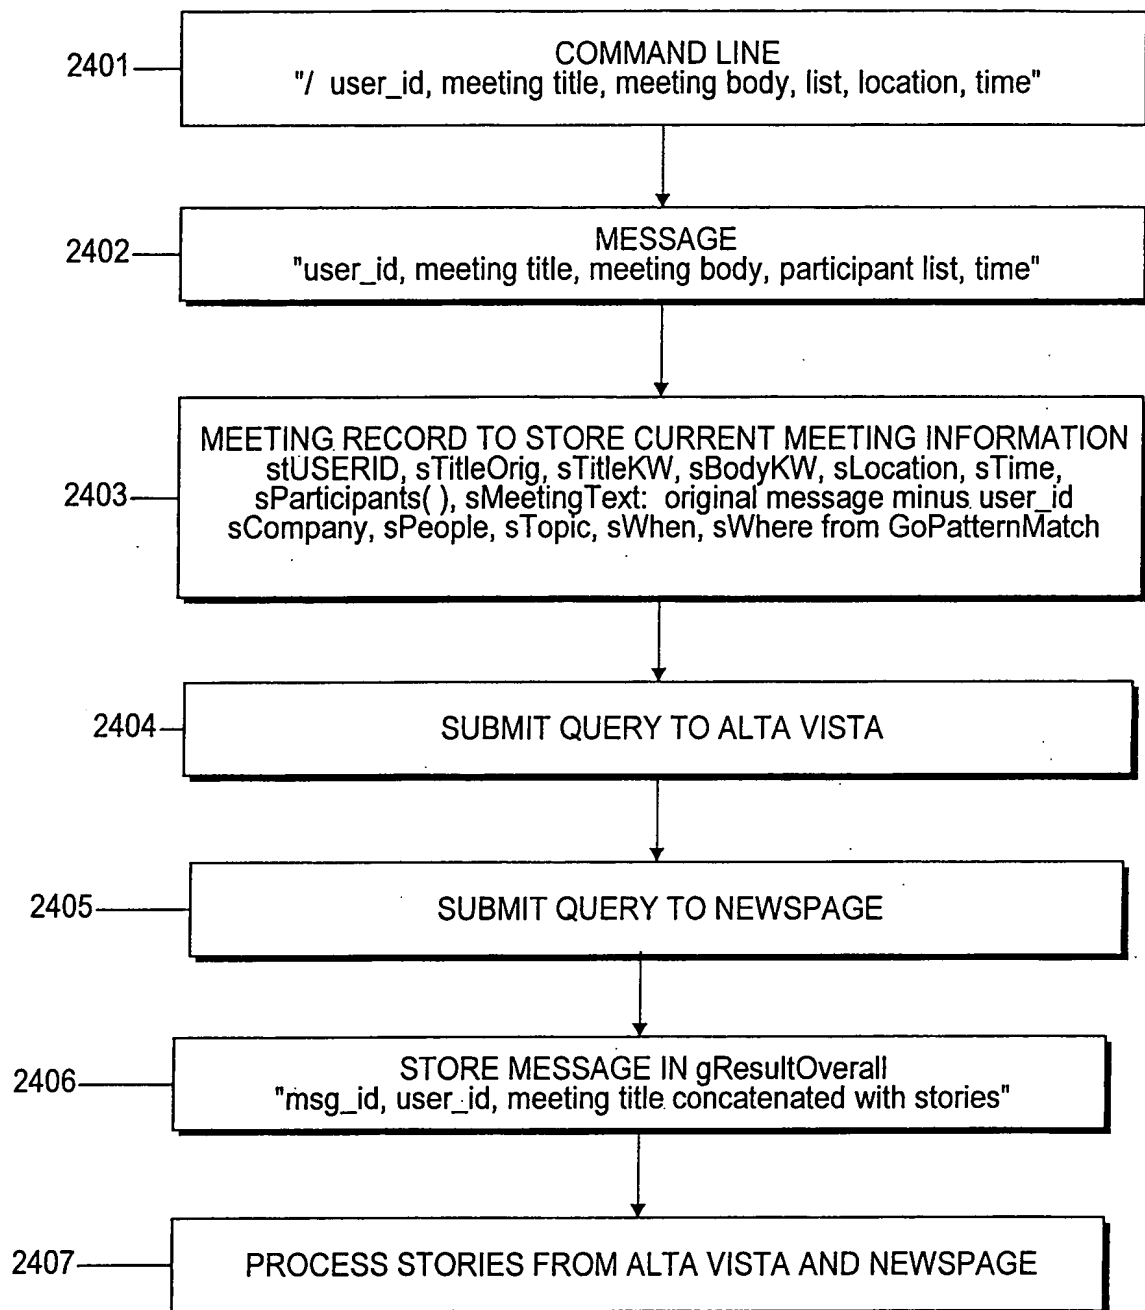 2401
COMMAND LINE
"/ user_id, meeting title, meeting body, list, location, time"
2402
MESSAGE
"user_id, meeting title, meeting body, participant list, time"
2403
MEETING RECORD TO STORE CURRENT MEETING INFORMATION
stUSERID, sTitleOrig, sTitleKW, sBodyKW, sLocation, sTime,
sParticipants( ), sMeetingText: original message minus user_id
sCompany, sPeople, sTopic, sWhen, sWhere from GoPatternMatch
2404
SUBMIT QUERY TO ALTA VISTA
2405
SUBMIT QUERY TO NEWSPAGE
2406
STORE MESSAGE IN gResultOverall
"msg_id, user_id, meeting title concatenated with stories"
2407
PROCESS STORIES FROM ALTA VISTA AND NEWSPAGE